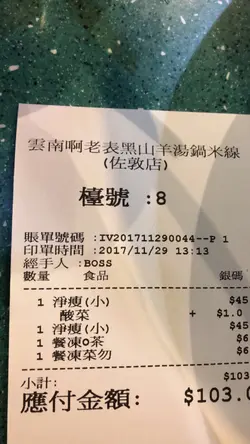 雲南啊老表黑山羊湯鍋米線
(佐敦店)
檯號 :8
賬單號碼 :IV201711290044--P 1
印單時間 :2017/11/29 13:13
經手人 :BOSS
數量 食品 銀碼
1 淨瘦(小) $45
酸菜 + $1.0
1 淨瘦(小) $45
1 餐凍0茶 $6
1 餐凍菜勿 $6
小計: $103
應付金額: $103.0